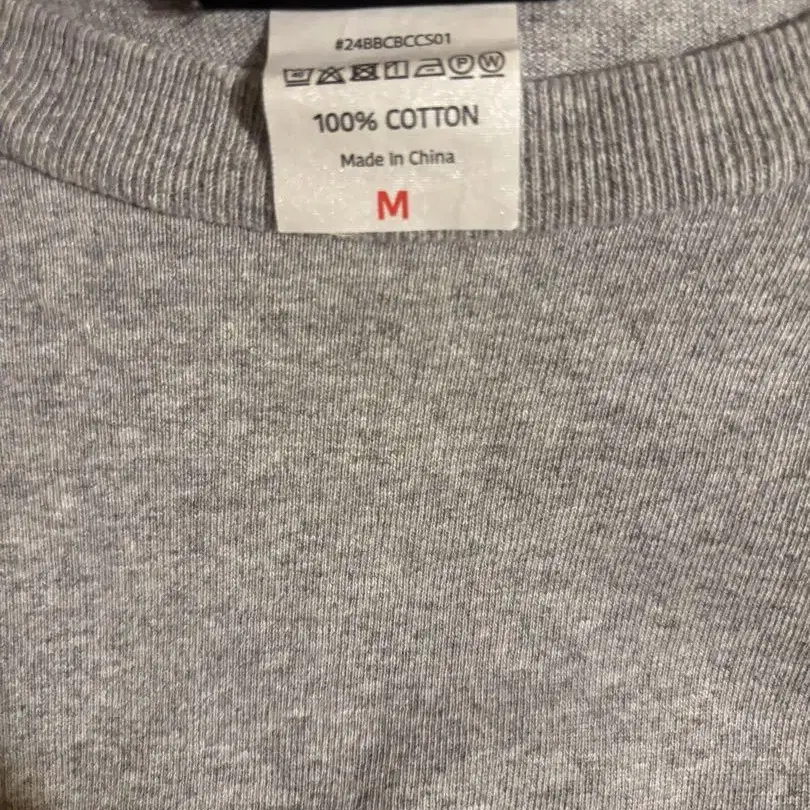 #24BBCBCCS01
100% COTTON
Made In China
M